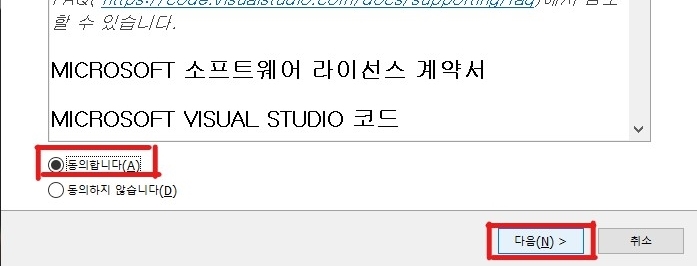 https://code.visualstudio.com/docs/supporting/faq)에서 참조
할 수 있습니다.
MICROSOFT 소프트웨어 라이선스 계약서
MICROSOFT VISUAL STUDIO 코드
동의합니다(A)
동의하지 않습니다(D)
다음(N) >
취소